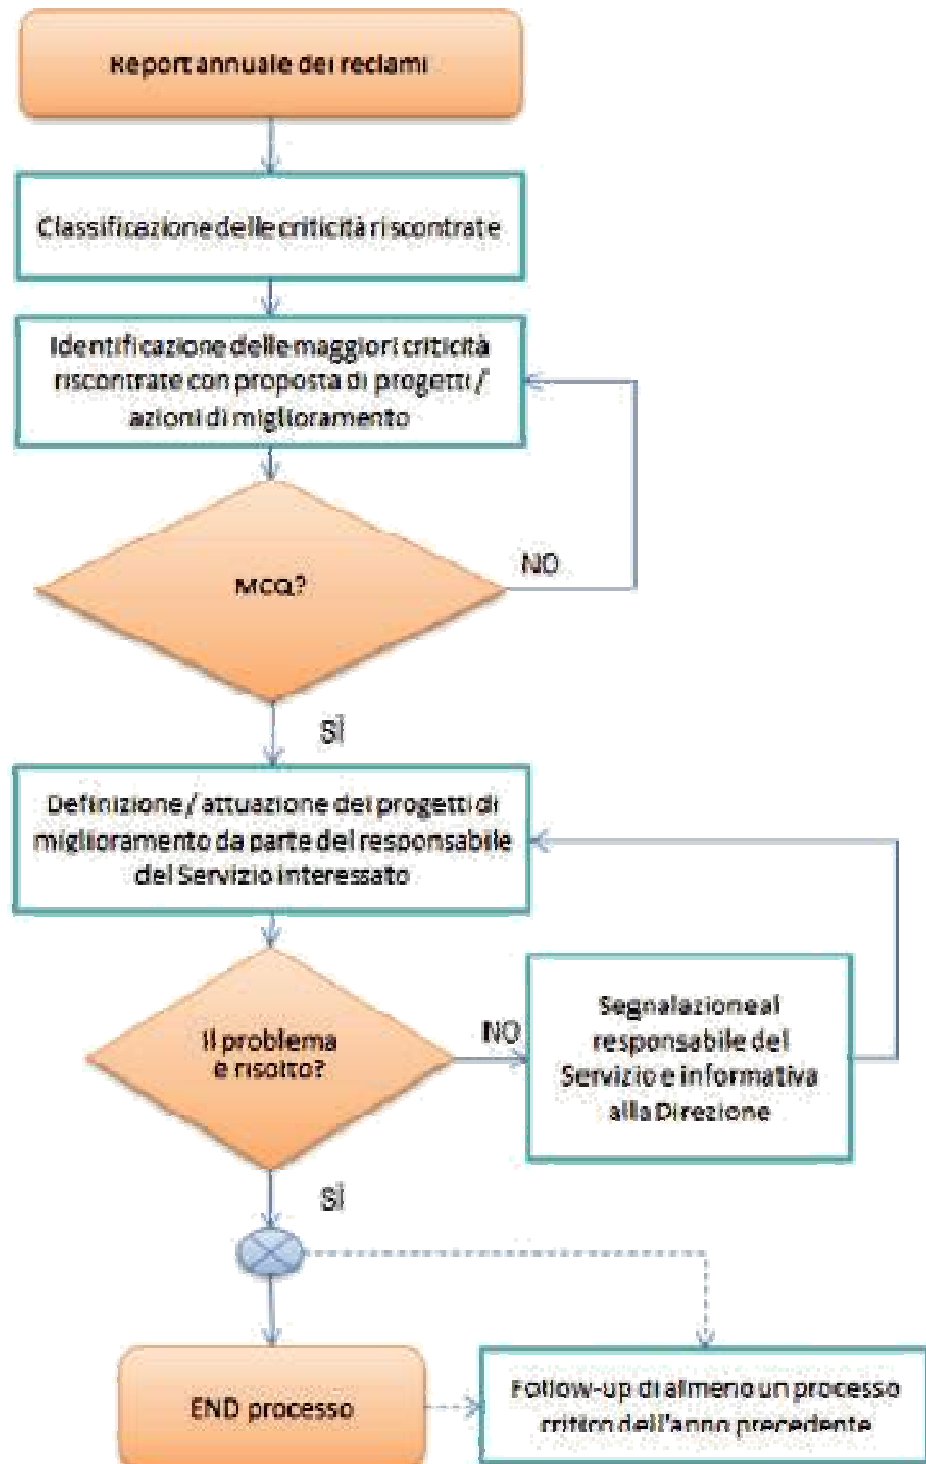 Report annuale dei reclami
Classificazione delle criticità riscontrate
Identificazione delle maggiori criticità
riscontrate con proposta di progetti /
azioni di miglioramento
MCQ?
NO
SÌ
Definizione / attuazione dei progetti di
miglioramento da parte del responsabile
del Servizio interessato
Il problema
è risolto?
NO
Segnalazione al
responsabile del
Servizio e informativa
alla Direzione
SÌ
END processo
Follow-up di almeno un processo
critico dell'anno precedente